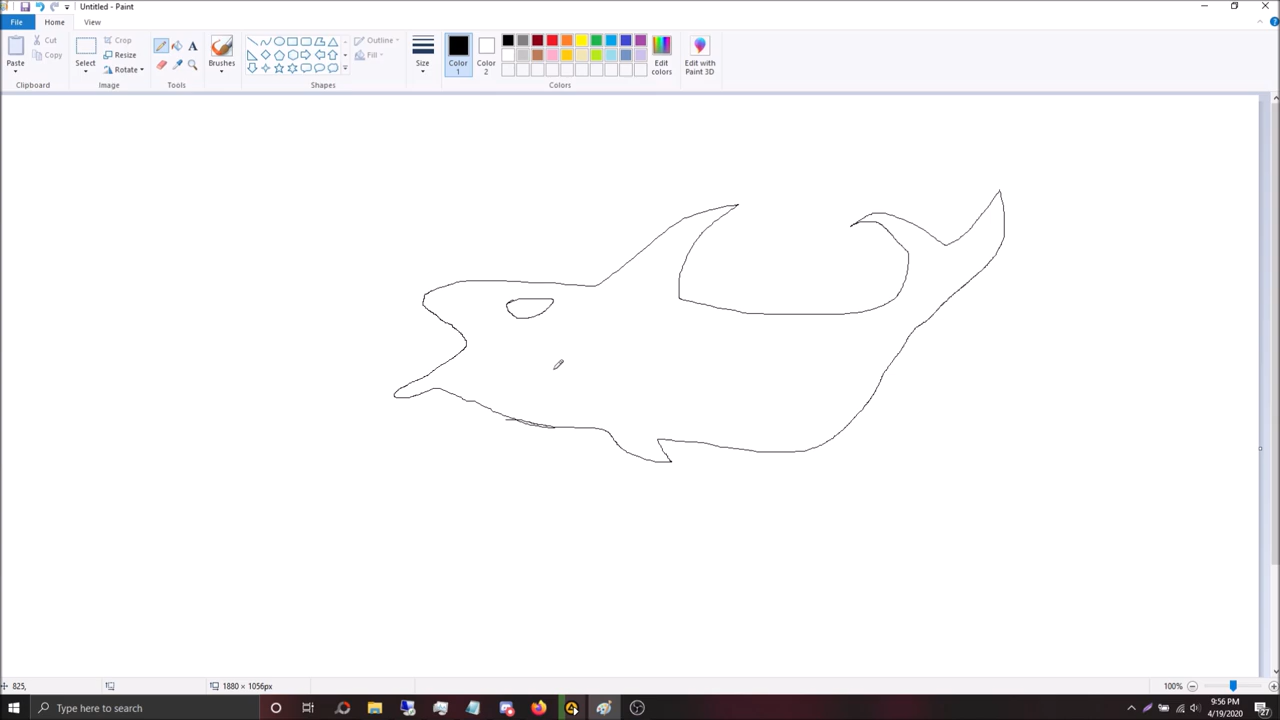 Untitled - Paint
File Home View
Paste
Cut
Copy
Clipboard
Select
Crop
Resize
Rotate
Image
A
Tools
Brushes
Shapes
Outline
Fill
Size
Color 1
Color 2
Colors
Edit colors
Edit with Paint 3D
825,
1880 × 1056px
100%
Type here to search
9:56 PM
4/19/2020
27